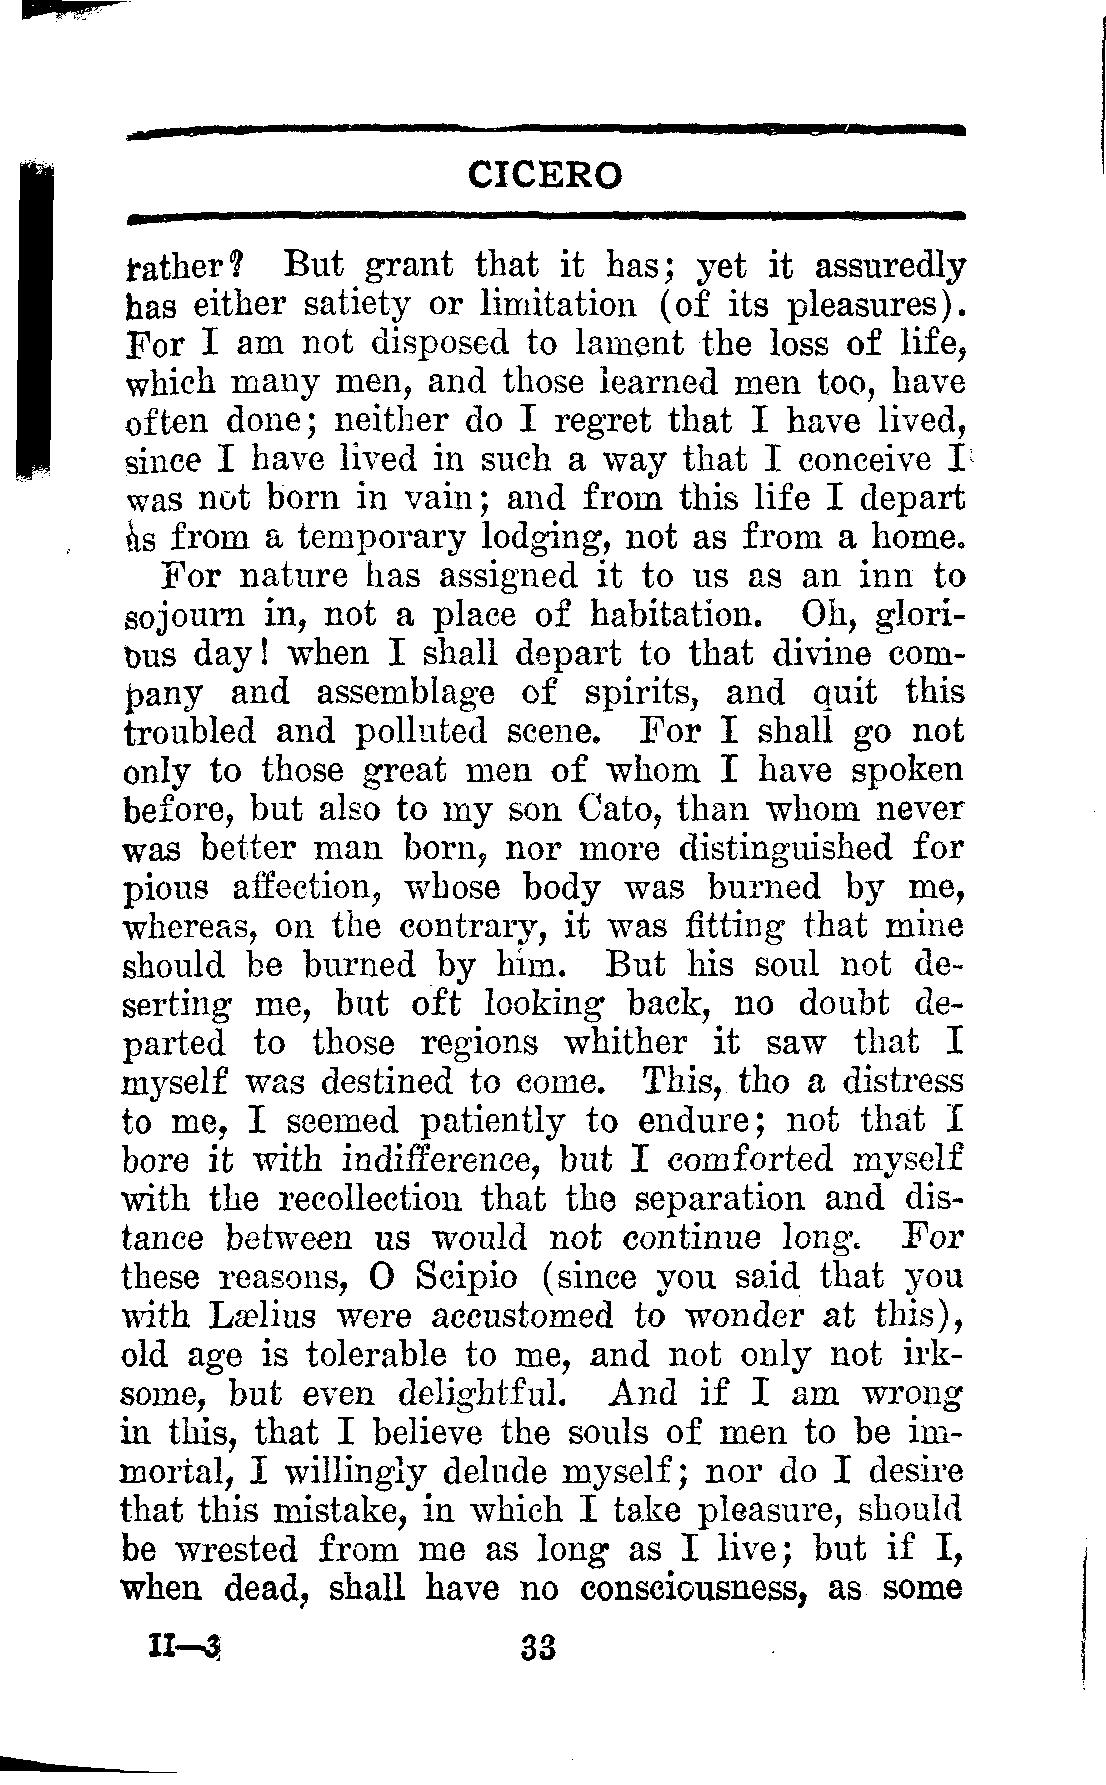 CICERO
rather? But grant that it has; yet it assuredly
has either satiety or limitation (of its pleasures).
For I am not disposed to lament the loss of life,
which many men, and those learned men too, have
often done; neither do I regret that I have lived,
since I have lived in such a way that I conceive I
was not born in vain; and from this life I depart
as from a temporary lodging, not as from a home.
For nature has assigned it to us as an inn to
sojourn in, not a place of habitation. Oh, glori-
ous day! when I shall depart to that divine com-
pany and assemblage of spirits, and quit this
troubled and polluted scene. For I shall go not
only to those great men of whom I have spoken
before, but also to my son Cato, than whom never
was better man born, nor more distinguished for
pious affection, whose body was burned by me,
whereas, on the contrary, it was fitting that mine
should be burned by him. But his soul not de-
serting me, but oft looking back, no doubt de-
parted to those regions whither it saw that I
myself was destined to come. This, tho a distress
to me, I seemed patiently to endure; not that I
bore it with indifference, but I comforted myself
with the recollection that the separation and dis-
tance between us would not continue long. For
these reasons, O Scipio (since you said that you
with Lælius were accustomed to wonder at this),
old age is tolerable to me, and not only not irk-
some, but even delightful. And if I am wrong
in this, that I believe the souls of men to be im-
mortal, I willingly delude myself; nor do I desire
that this mistake, in which I take pleasure, should
be wrested from me as long as I live; but if I,
when dead, shall have no consciousness, as some
II—3 33